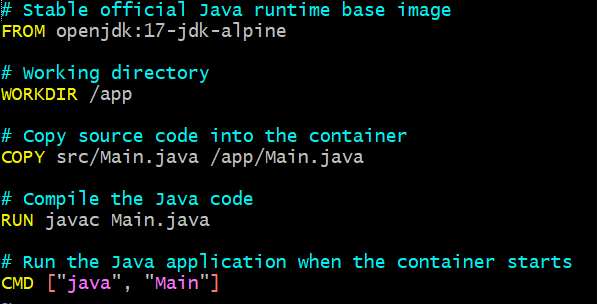 # Stable official Java runtime base image
FROM openjdk:17-jdk-alpine
# Working directory
WORKDIR /app
# Copy source code into the container
COPY src/Main.java /app/Main.java
# Compile the Java code
RUN javac Main.java
# Run the Java application when the container starts
CMD ["java", "Main"]